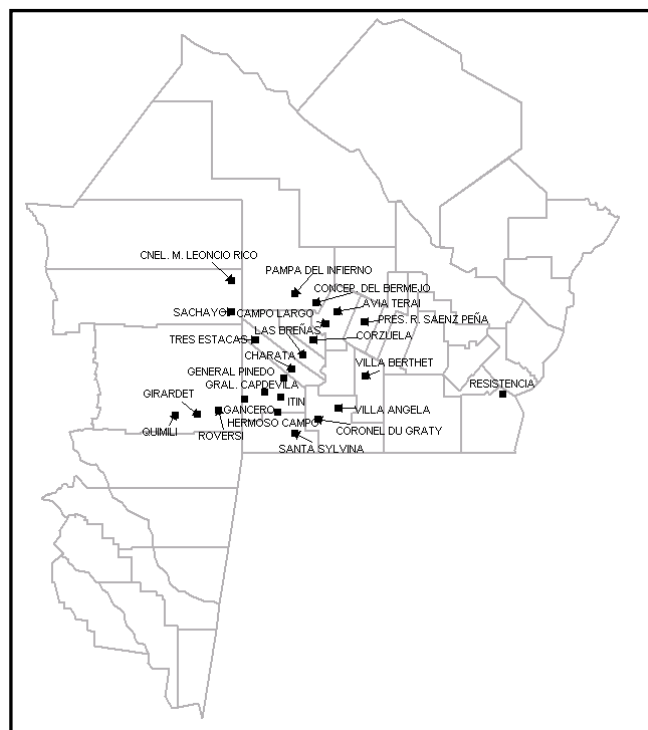 CNEL. M. LEONCIO RICO
PAMPA DEL INFIERNO
CONCEP. DEL BERMEJO
SACHAYOJ
CAMPO LARGO
AVIA TERAI
PRES. R. SAENZ PEÑA
LAS BREÑAS
TRES ESTACAS
CORZUELA
CHARATA
VILLA BERTHET
GENERAL PINEDO
GRAL. CAPDEVILA
RESISTENCIA
GIRARDET
ITIN
GANCERO
VILLA ANGELA
HERMOSO CAMPO
QUIMILI
ROVERSI
CORONEL DU GRATY
SANTA SYLVINA